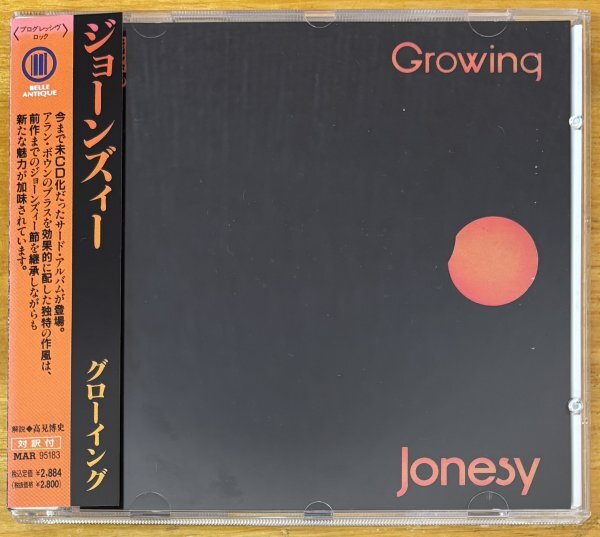 〈プログレッシヴ・ロック〉
BELLE
ANTIQUE
ジョーンズィー
グローイング
今まで未CD化だったサード・アルバムが登場。
アラン・ボウンのブラスを効果的に配した独特の作風は、
前作までのジョーンズィー節を継承しながらも
新たな魅力が加味されています。
解説◆高見博史
対訳付
MAR 95183
税込定価 ¥2,884
(税抜価格 ¥2,800)
Growing
Jonesy